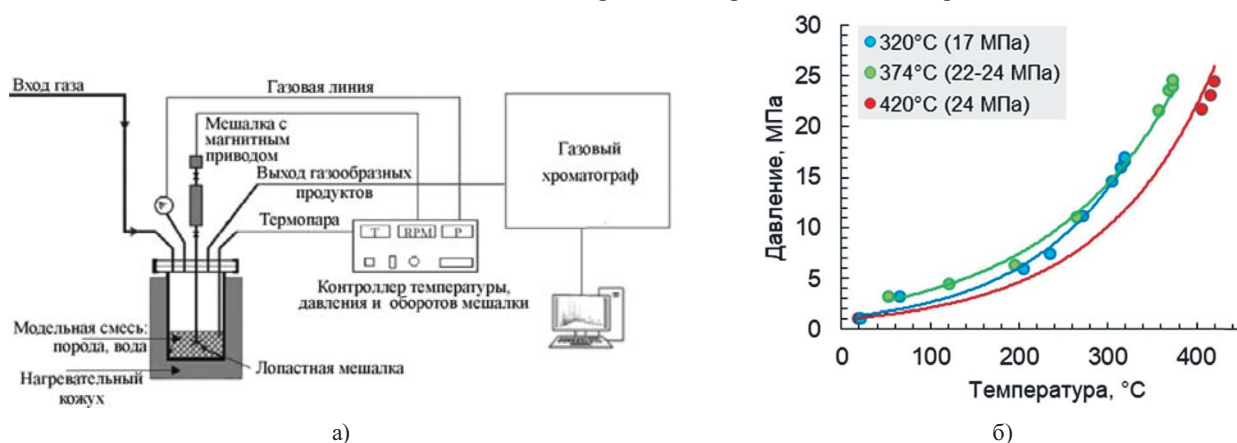 Вход газа
Газовая линия
Мешалка с
магнитным
приводом
Выход газообразных
продуктов
Термопара
Газовый
хроматограф
T
RPM
P
Контроллер температуры,
давления и оборотов мешалки
Модельная смесь:
порода, вода
Лопастная мешалка
Нагревательный
кожух
а)
Давление, МПа
30
25
20
15
10
5
0
320°C (17 МПа)
374°C (22-24 МПа)
420°C (24 МПа)
0 100 200 300 400
Температура, °C
б)